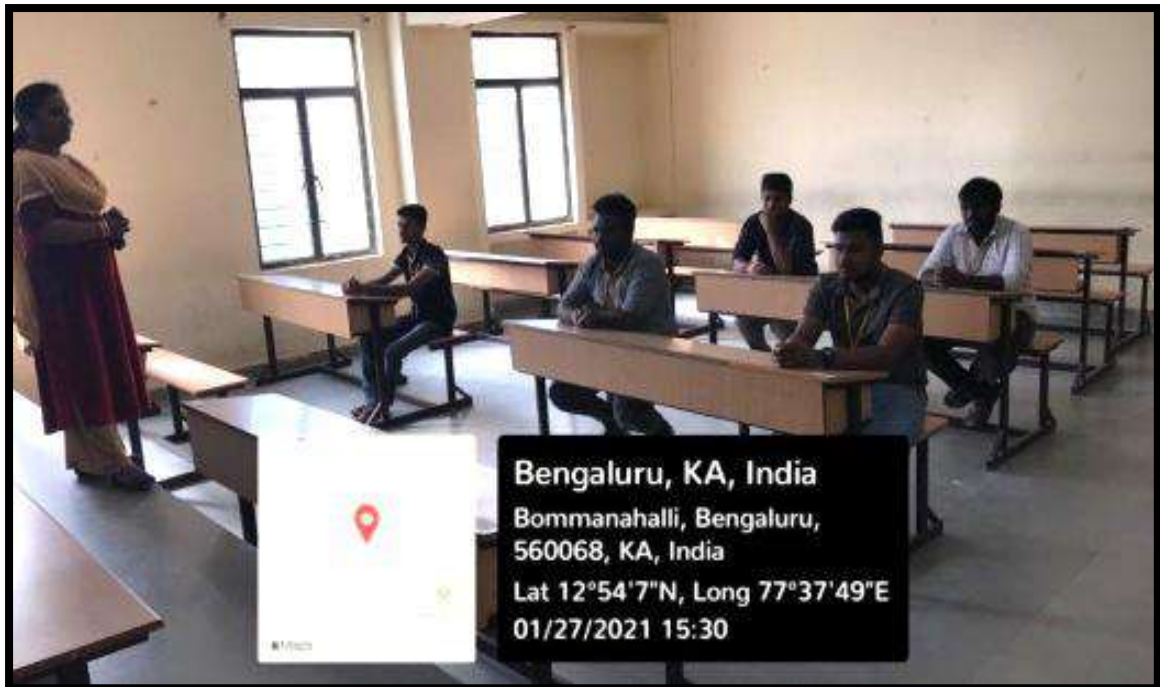 Bengaluru, KA, India
Bommanahalli, Bengaluru,
560068, KA, India
Lat 12°54'7"N, Long 77°37'49"E
01/27/2021 15:30